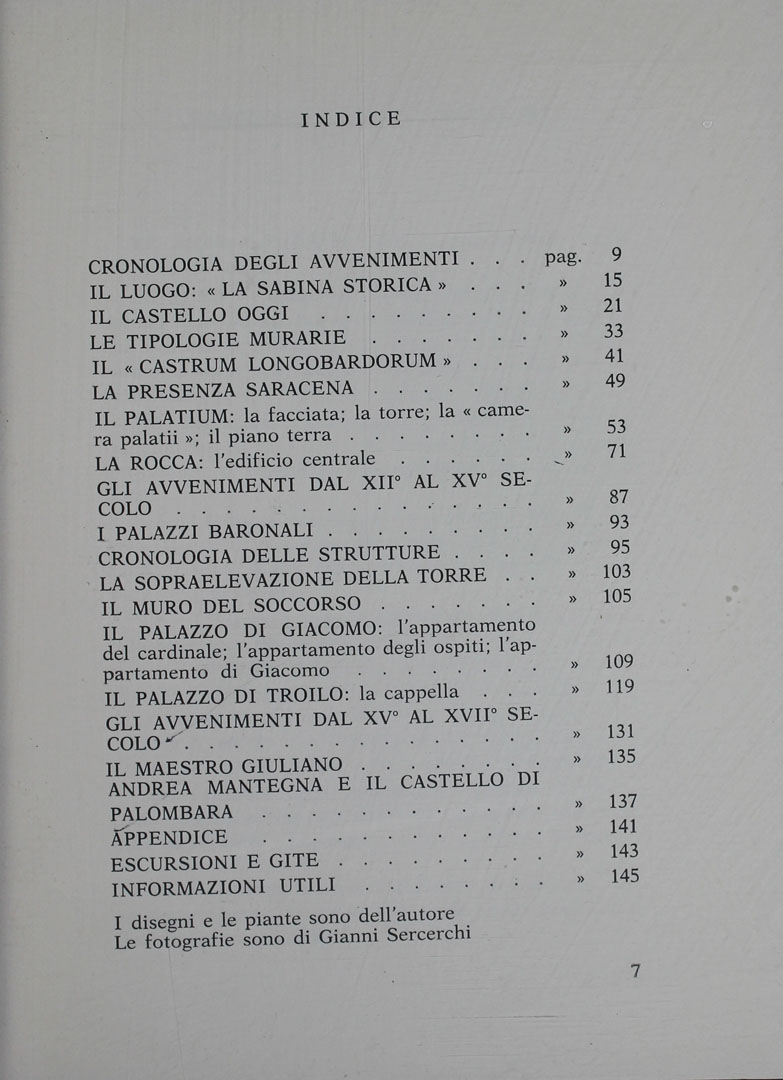 INDICE
CRONOLOGIA DEGLI AVVENIMENTI . . . pag. 9
IL LUOGO: « LA SABINA STORICA » . . . » 15
IL CASTELLO OGGI . . . . . . . . . » 21
LE TIPOLOGIE MURARIE . . . . . . . » 33
IL « CASTRUM LONGOBARDORUM » . . . » 41
LA PRESENZA SARACENA . . . . . . . » 49
IL PALATIUM: la facciata; la torre; la « came-
ra palatii »; il piano terra . . . . . . . . » 53
LA ROCCA: l'edificio centrale . . . . . . » 71
GLI AVVENIMENTI DAL XII° AL XV° SE-
COLO . . . . . . . . . . . . . . » 87
I PALAZZI BARONALI . . . . . . . . . » 93
CRONOLOGIA DELLE STRUTTURE . . . . » 95
LA SOPRAELEVAZIONE DELLA TORRE . . » 103
IL MURO DEL SOCCORSO . . . . . . . » 105
IL PALAZZO DI GIACOMO: l'appartamento
del cardinale; l'appartamento degli ospiti; l'ap-
partamento di Giacomo . . . . . . . . » 109
IL PALAZZO DI TROILO: la cappella . . . » 119
GLI AVVENIMENTI DAL XV° AL XVII° SE-
COLO . . . . . . . . . . . . . . » 131
IL MAESTRO GIULIANO . . . . . . . . » 135
ANDREA MANTEGNA E IL CASTELLO DI
PALOMBARA . . . . . . . . . . . . » 137
APPENDICE . . . . . . . . . . . . » 141
ESCURSIONI E GITE . . . . . . . . . » 143
INFORMAZIONI UTILI . . . . . . . . » 145
I disegni e le piante sono dell'autore
Le fotografie sono di Gianni Sercerchi
7